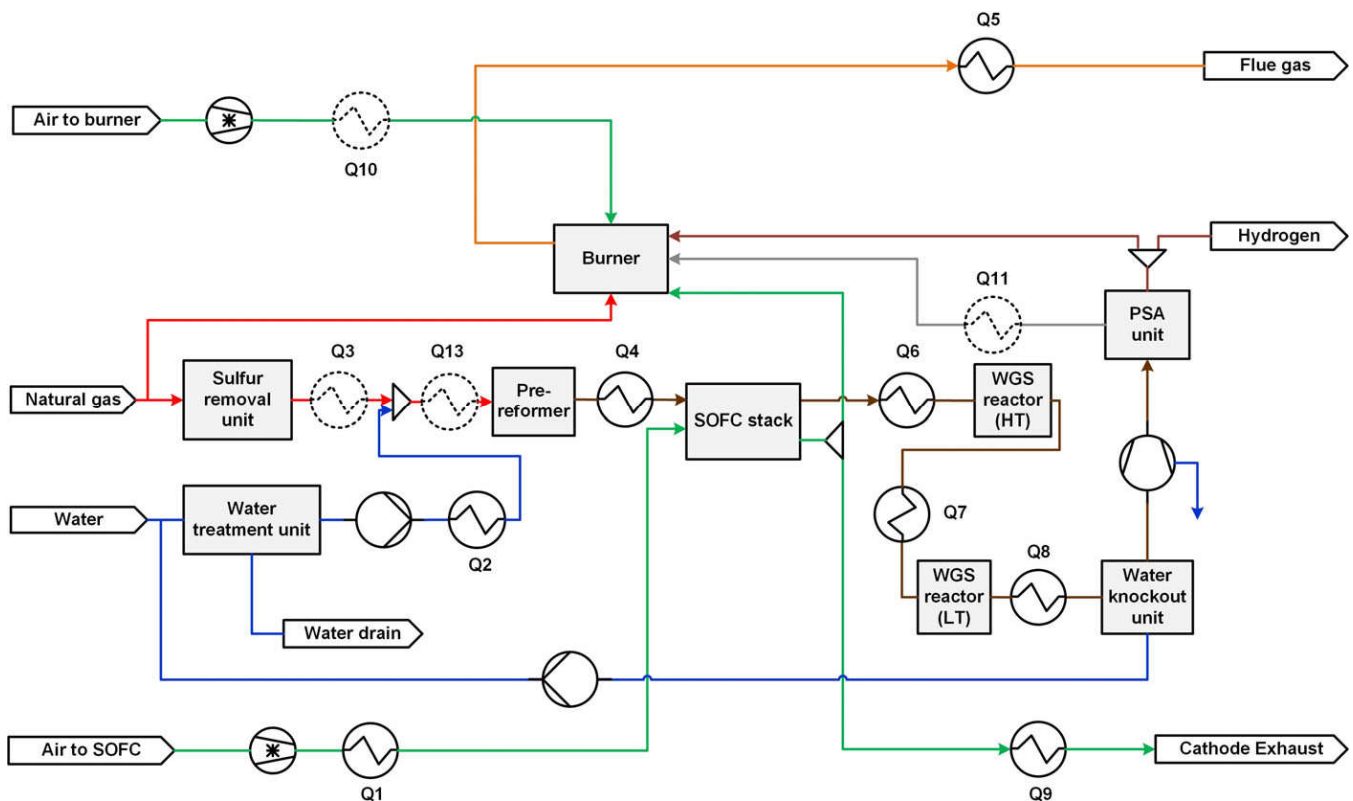 Q5
Flue gas
Air to burner
Q10
Hydrogen
Burner
Q11
PSA
unit
Q3
Q13
Q4
Q6
Natural gas
Sulfur
removal
unit
Pre-
reformer
SOFC stack
WGS
reactor
(HT)
Water
Water
treatment unit
Q2
Q7
Q8
WGS
reactor
(LT)
Water
knockout
unit
Water drain
Air to SOFC
Q1
Q9
Cathode Exhaust